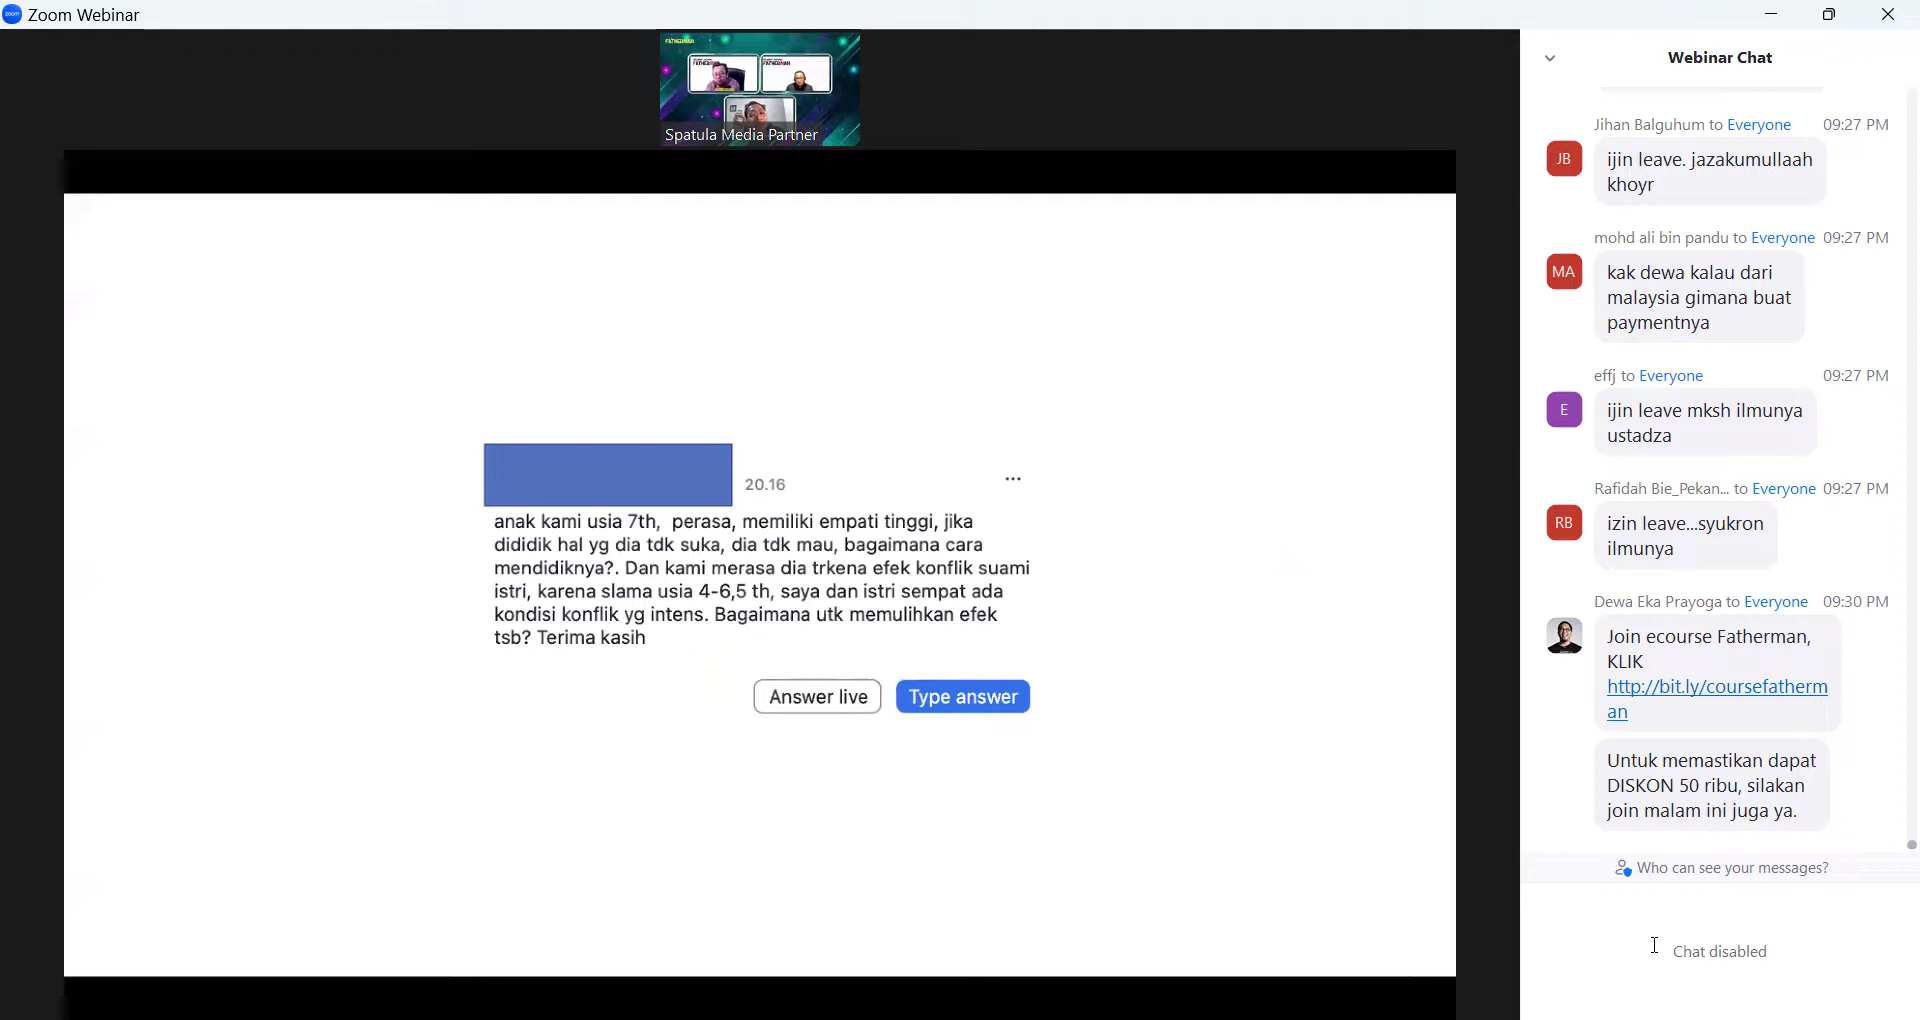 zoom
Zoom Webinar
FATHERMAN
Spatula Media Partner
20.16
...
anak kami usia 7th,  perasa, memiliki empati tinggi, jika
dididik hal yg dia tdk suka, dia tdk mau, bagaimana cara
mendidiknya?. Dan kami merasa dia trkena efek konflik suami
istri, karena slama usia 4-6,5 th, saya dan istri sempat ada
kondisi konflik yg intens. Bagaimana utk memulihkan efek
tsb? Terima kasih
Answer live
Type answer
Webinar Chat
Jihan Balguhum to Everyone 09:27 PM
JB
ijin leave. jazakumullaah
khoyr
mohd ali bin pandu to Everyone 09:27 PM
MA
kak dewa kalau dari
malaysia gimana buat
paymentnya
effj to Everyone 09:27 PM
E
ijin leave mksh ilmunya
ustadza
Rafidah Bie_Pekan... to Everyone 09:27 PM
RB
izin leave...syukron
ilmunya
Dewa Eka Prayoga to Everyone 09:30 PM
Join ecourse Fatherman,
KLIK
http://bit.ly/coursefatherm
an
Untuk memastikan dapat
DISKON 50 ribu, silakan
join malam ini juga ya.
Who can see your messages?
Chat disabled